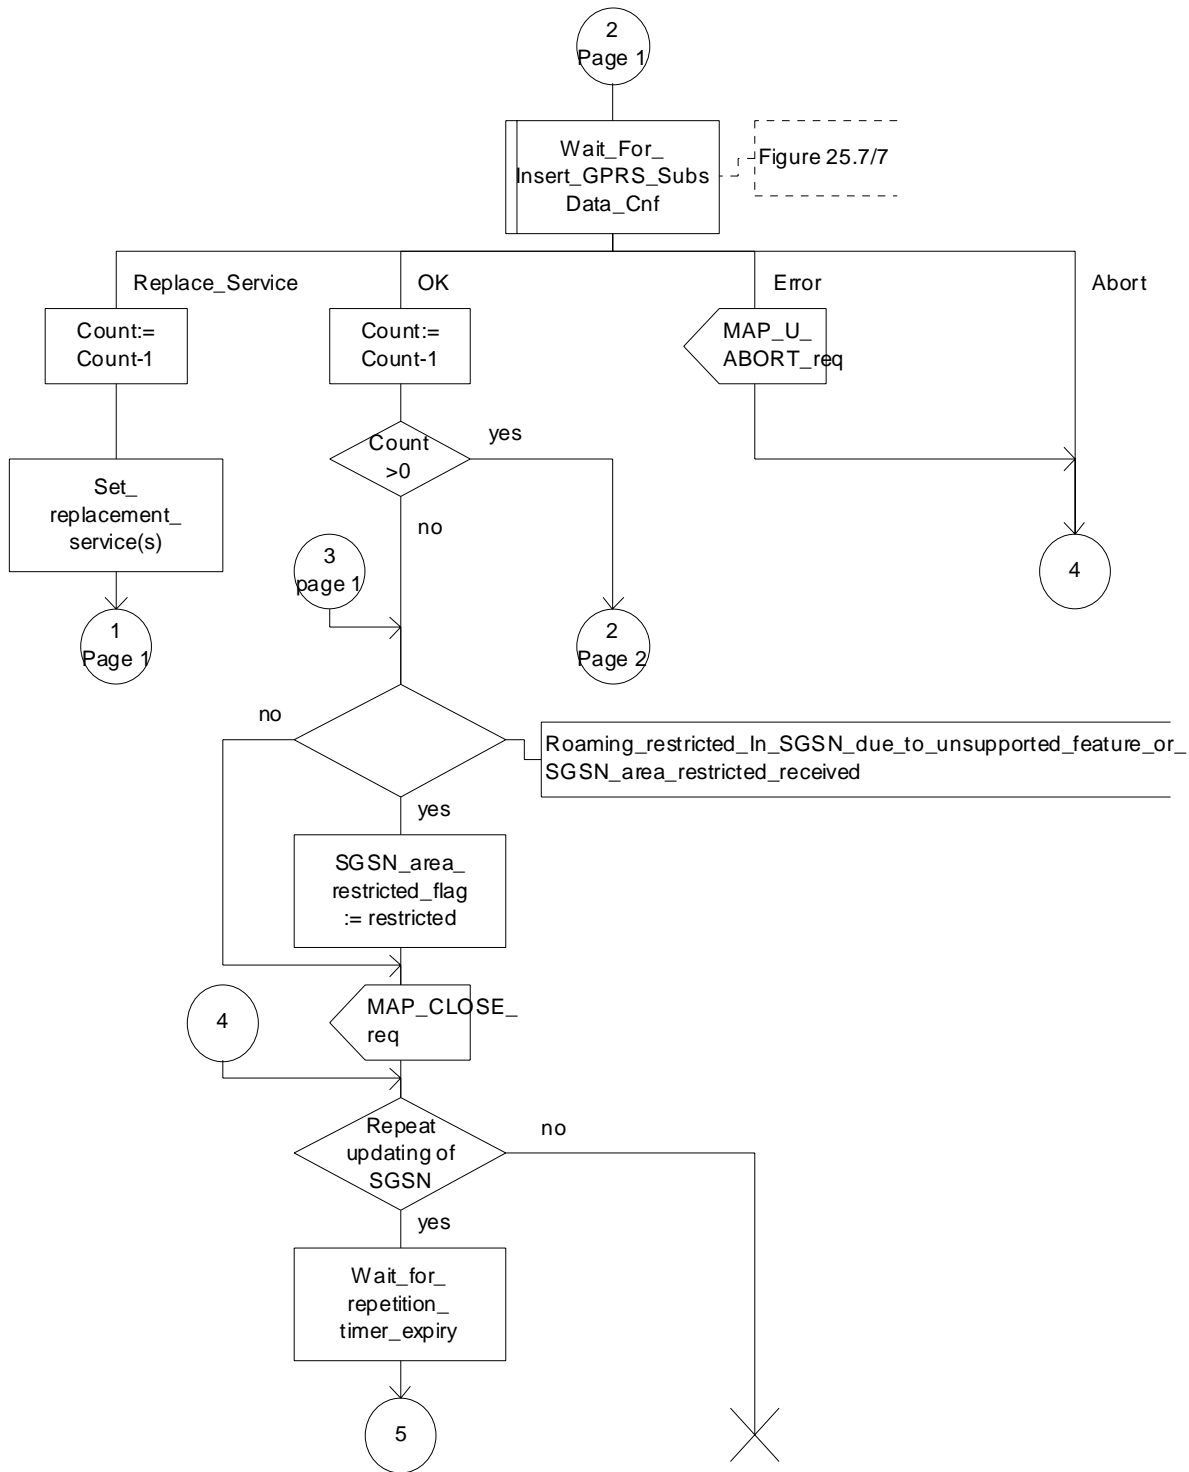 2
Page 1
Wait_For_
Insert_GPRS_Subs
Data_Cnf
Figure 25.7/7
Replace_Service
OK
Error
Abort
Count:=
Count-1
Count:=
Count-1
MAP_U_
ABORT_req
Count
>0
yes
no
Set_
replacement_
service(s)
3
page 1
4
1
Page 1
2
Page 2
no
Roaming_restricted_In_SGSN_due_to_unsupported_feature_or_
SGSN_area_restricted_received
yes
SGSN_area_
restricted_flag
:= restricted
4
MAP_CLOSE_
req
Repeat
updating of
SGSN
no
yes
Wait_for_
repetition_
timer_expiry
5